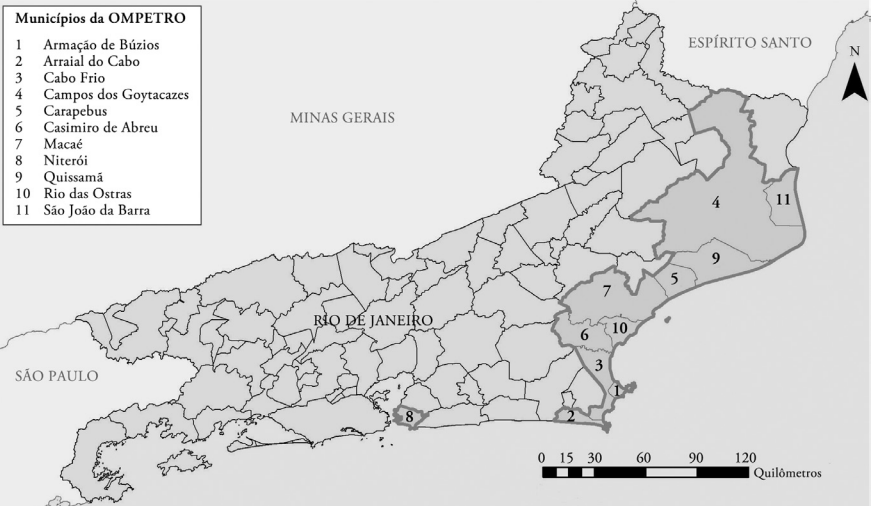 Municípios da OMPETRO
1 Armação de Búzios
2 Arraial do Cabo
3 Cabo Frio
4 Campos dos Goytacazes
5 Carapebus
6 Casimiro de Abreu
7 Macaé
8 Niterói
9 Quissamã
10 Rio das Ostras
11 São João da Barra
ESPÍRITO SANTO
N
MINAS GERAIS
4
11
9
5
7
RIO DE JANEIRO
10
6
3
SÃO PAULO
1
8
2
0 15 30 60 90 120
Quilômetros